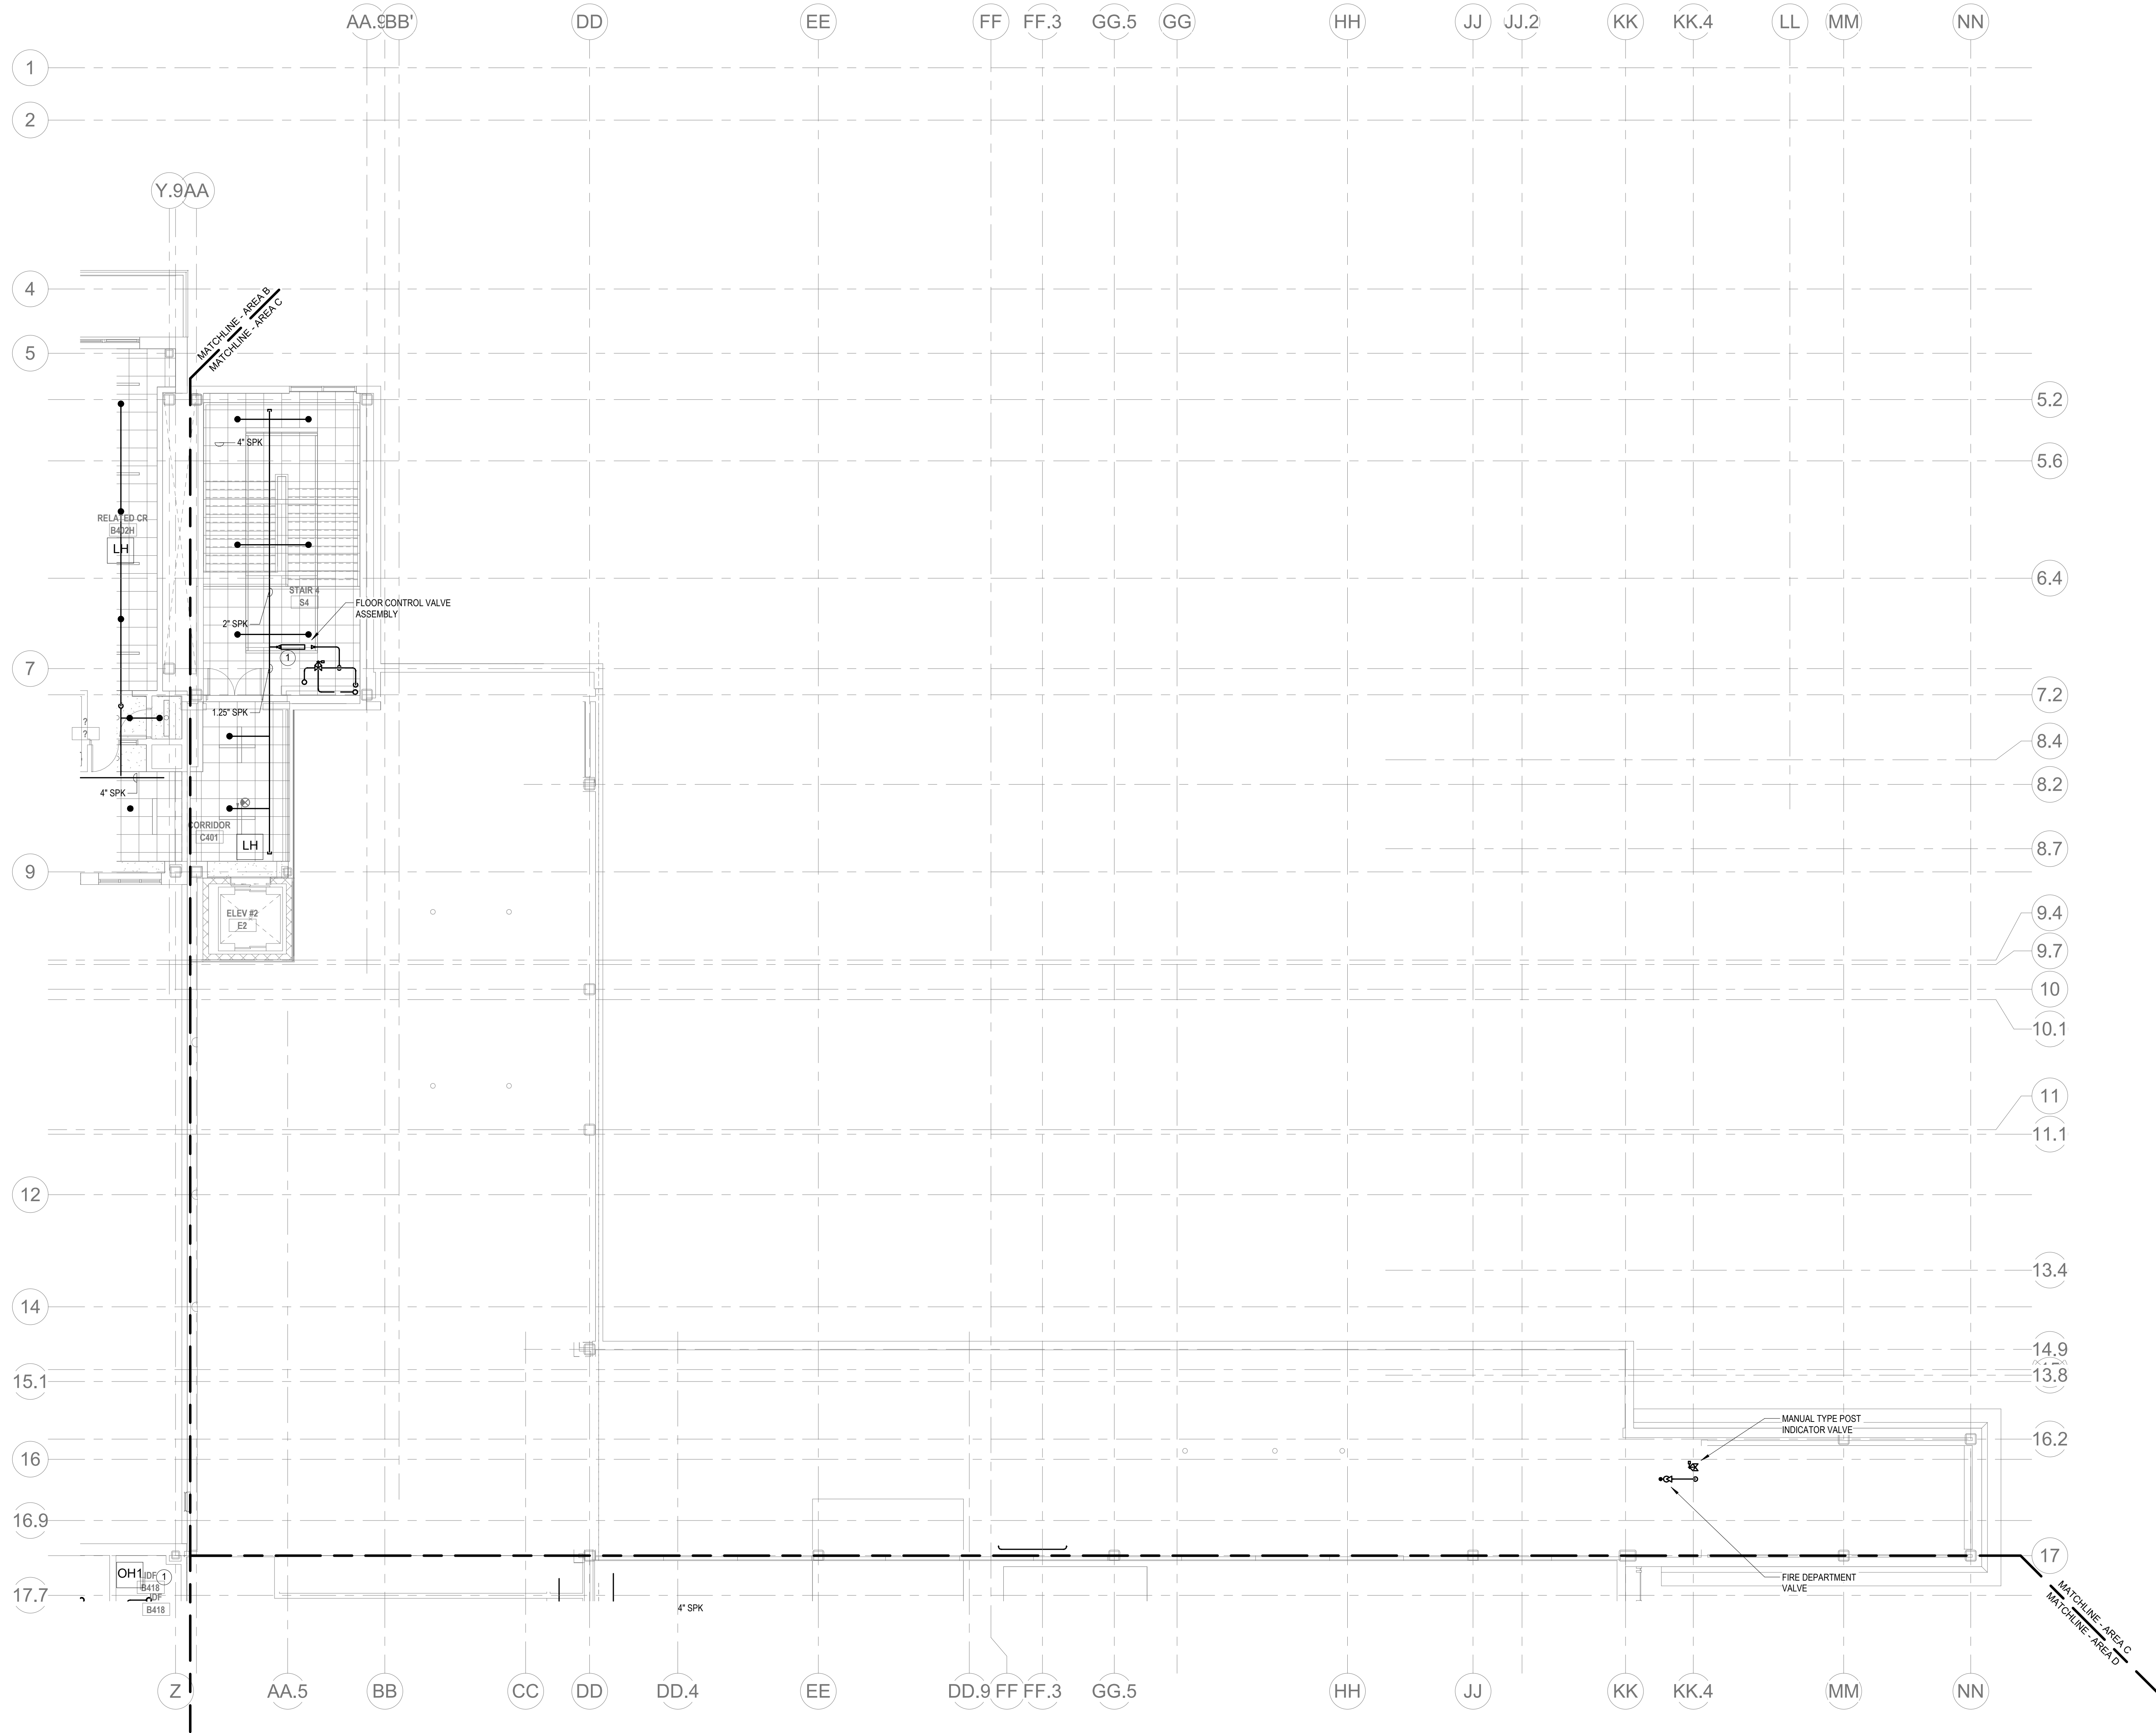 AA.9
BB'
DD
EE
FF
FF.3
GG.5
GG
HH
JJ
JJ.2
KK
KK.4
LL
MM
NN
1
2
Y.9
AA
4
MATCHLINE - AREA B
MATCHLINE - AREA C
5
5.2
4" SPK
5.6
RELATED CR
B402H
LH
6.4
STAIR 4
S4
FLOOR CONTROL VALVE
ASSEMBLY
2" SPK
1
7
7.2
1.25" SPK
?
?
8.4
8.2
4" SPK
CORRIDOR
C401
LH
8.7
9
ELEV #2
E2
9.4
9.7
10
10.1
11
11.1
12
13.4
14
14.9
13.8
15.1
MANUAL TYPE POST
INDICATOR VALVE
16.2
16
16.9
17
OH1
IDF
1
B418
IDF
B418
17.7
4" SPK
FIRE DEPARTMENT
VALVE
MATCHLINE - AREA C
MATCHLINE - AREA D
Z
AA.5
BB
CC
DD
DD.4
EE
DD.9
FF
FF.3
GG.5
HH
JJ
KK
KK.4
MM
NN